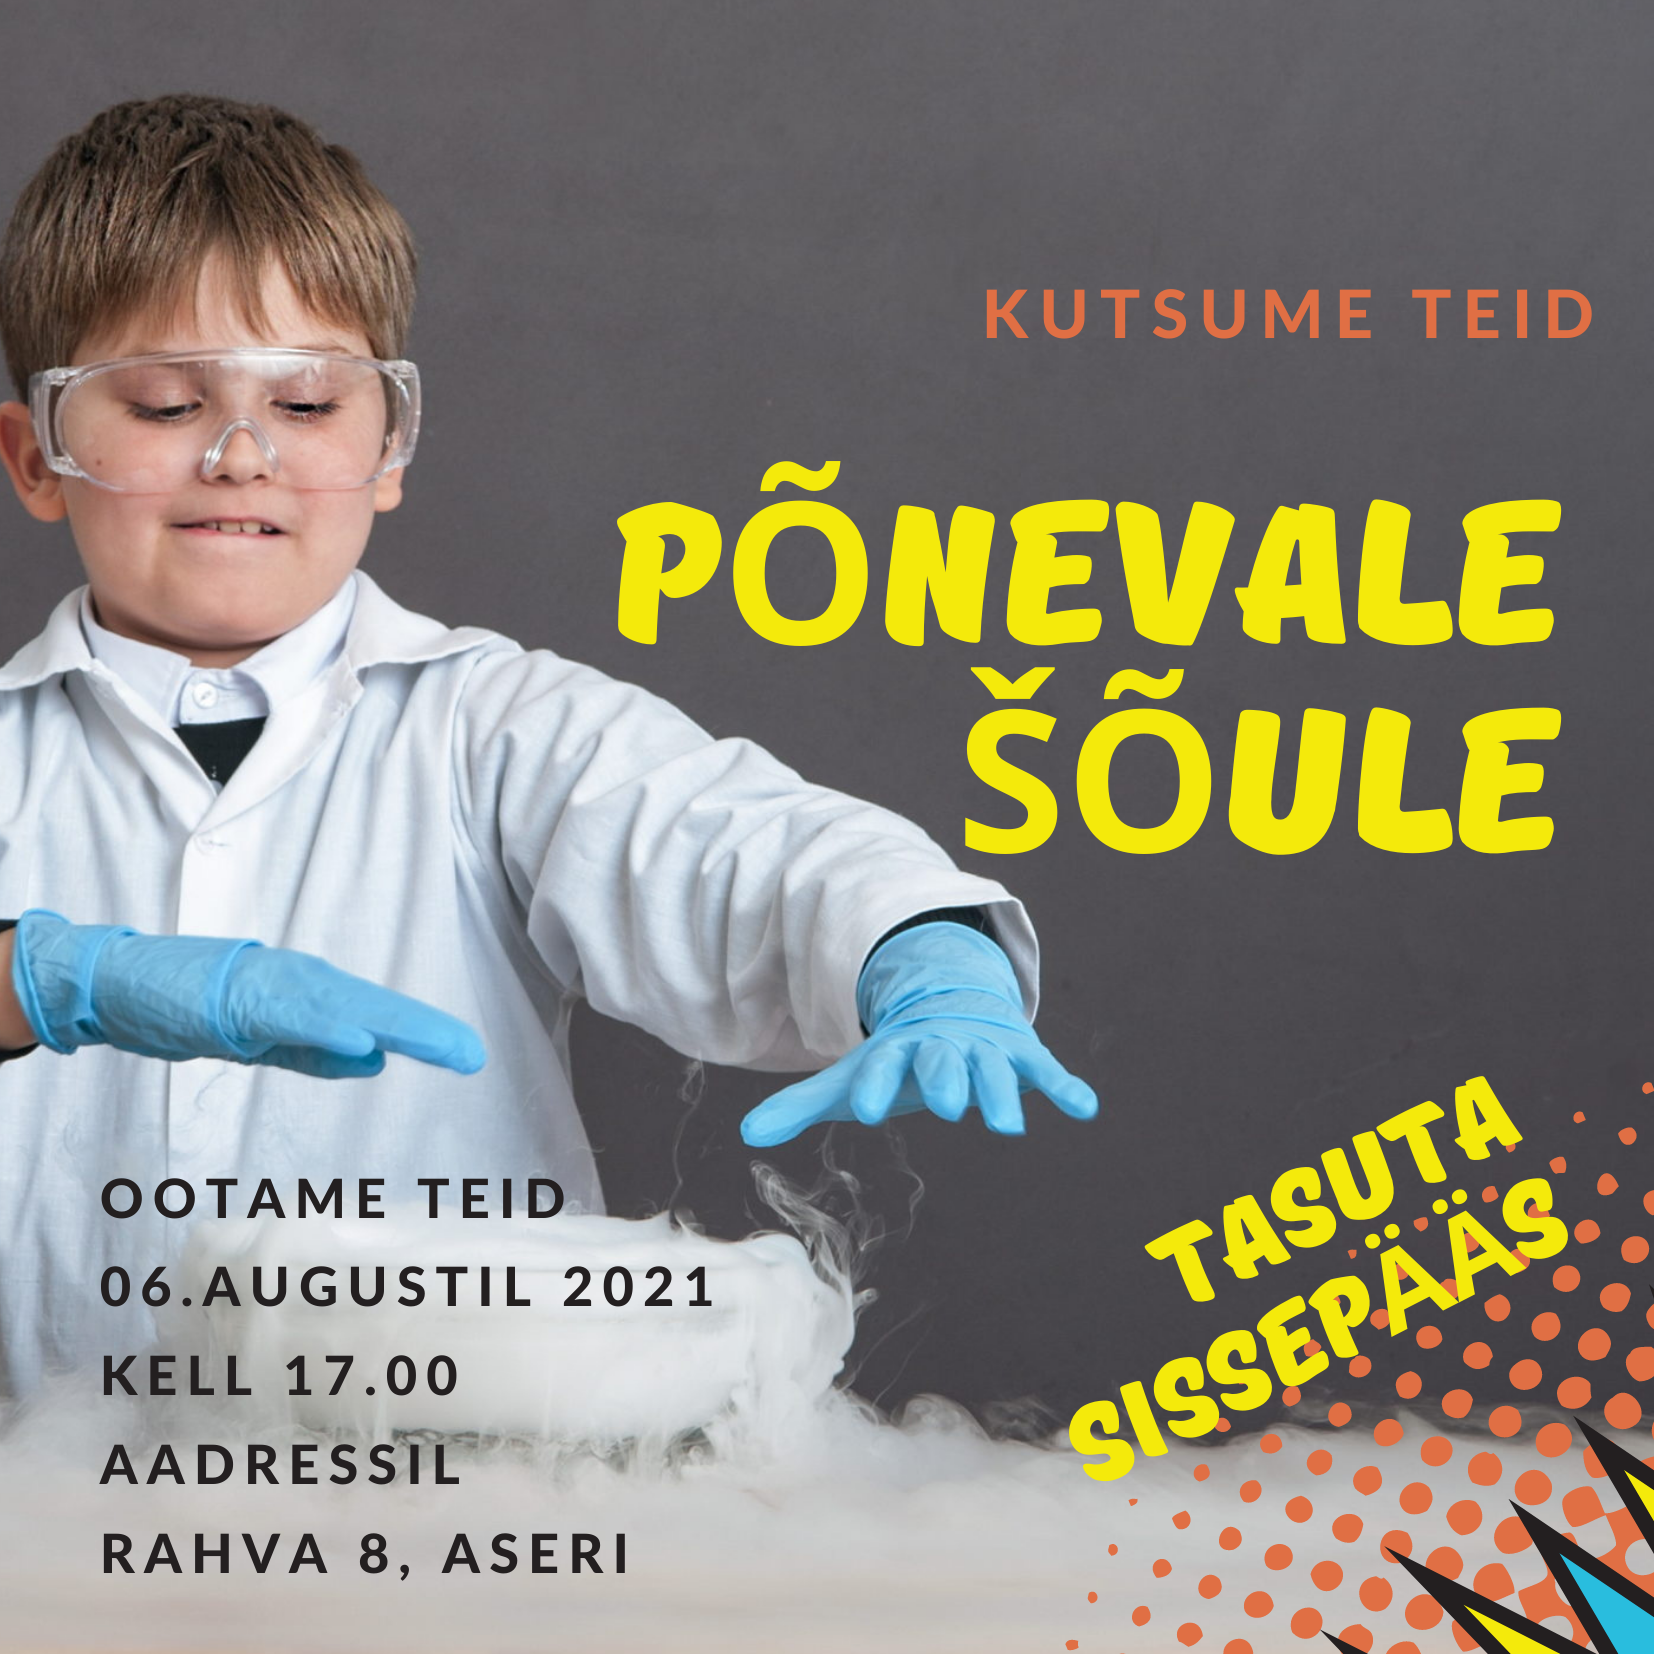 KUTSUME TEID
PÕNEVALE
ŠÕULE
TASUTA
SISSEPÄÄS
OOTAME TEID
06.AUGUSTIL 2021
KELL 17.00
AADRESSIL
RAHVA 8, ASERI